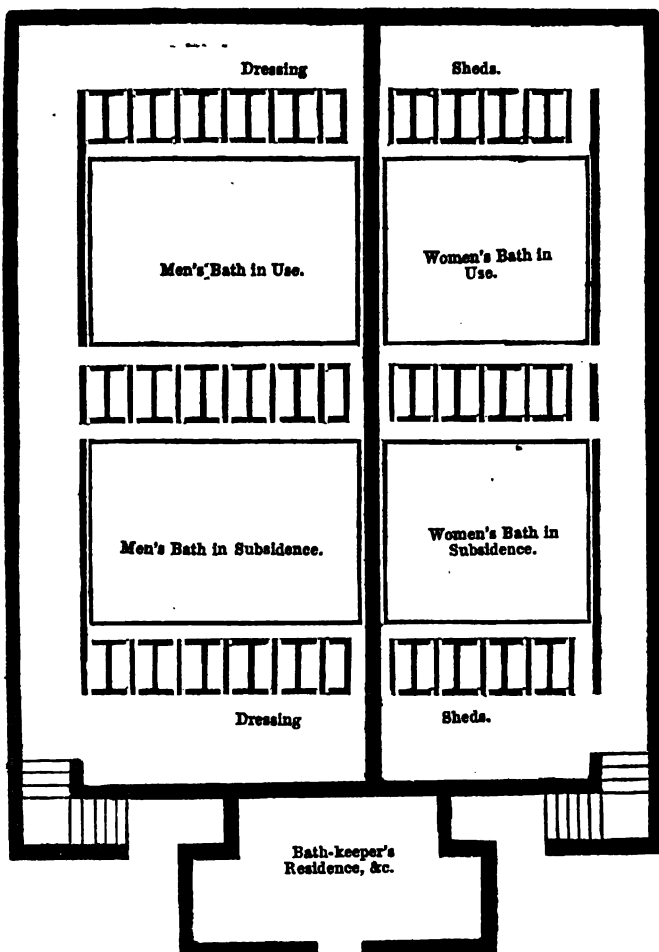 Dressing Sheds.
Men's Bath in Use.
Women's Bath in
Use.
Men's Bath in Subsidence.
Women's Bath in
Subsidence.
Dressing Sheds.
Bath-keeper's
Residence, &c.